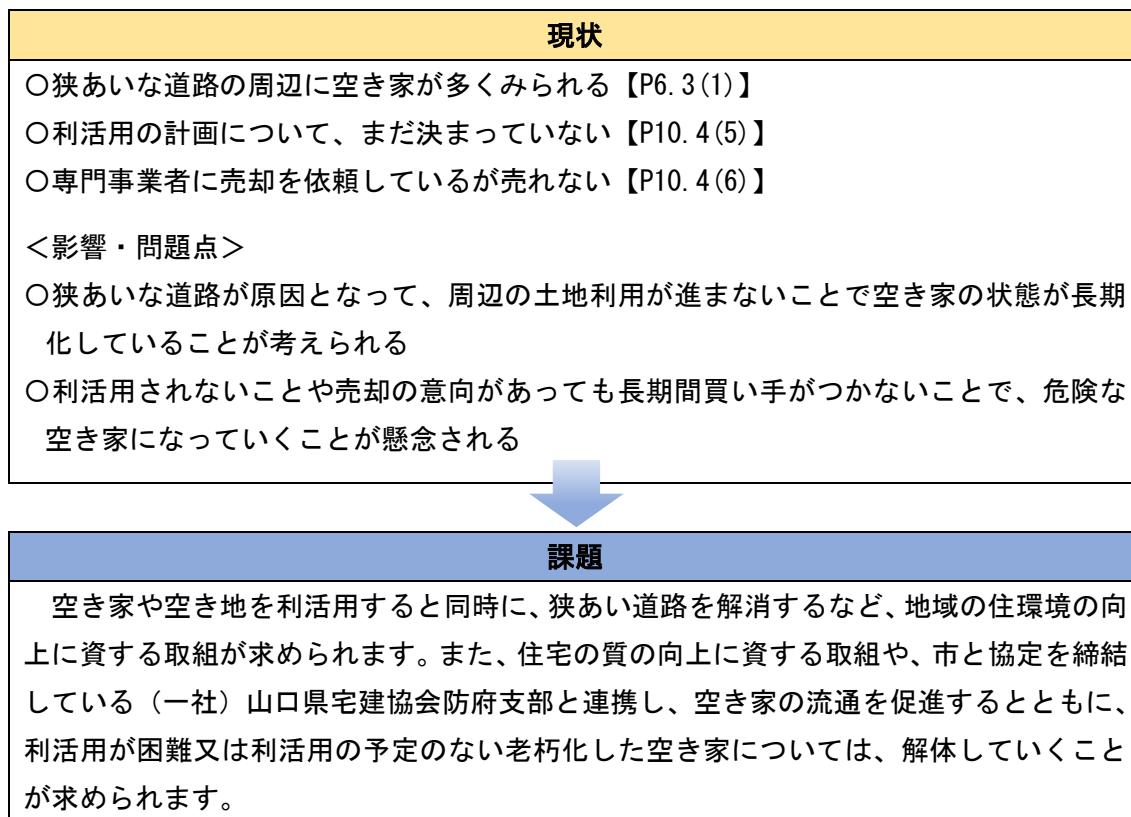 現状
〇狭あいな道路の周辺に空き家が多くみられる【P6.3(1)】
〇利活用の計画について、まだ決まっていない【P10.4(5)】
〇専門事業者に売却を依頼しているが売れない【P10.4(6)】
＜影響・問題点＞
〇狭あいな道路が原因となって、周辺の土地利用が進まないことで空き家の状態が長期
化していることが考えられる
〇利活用されないことや売却の意向があっても長期間買い手がつかないことで、危険な
空き家になっていくことが懸念される
課題
空き家や空き地を利活用すると同時に、狭あい道路を解消するなど、地域の住環境の向
上に資する取組が求められます。また、住宅の質の向上に資する取組や、市と協定を締結
している（一社）山口県宅建協会防府支部と連携し、空き家の流通を促進するとともに、
利活用が困難又は利活用の予定のない老朽化した空き家については、解体していくこと
が求められます。